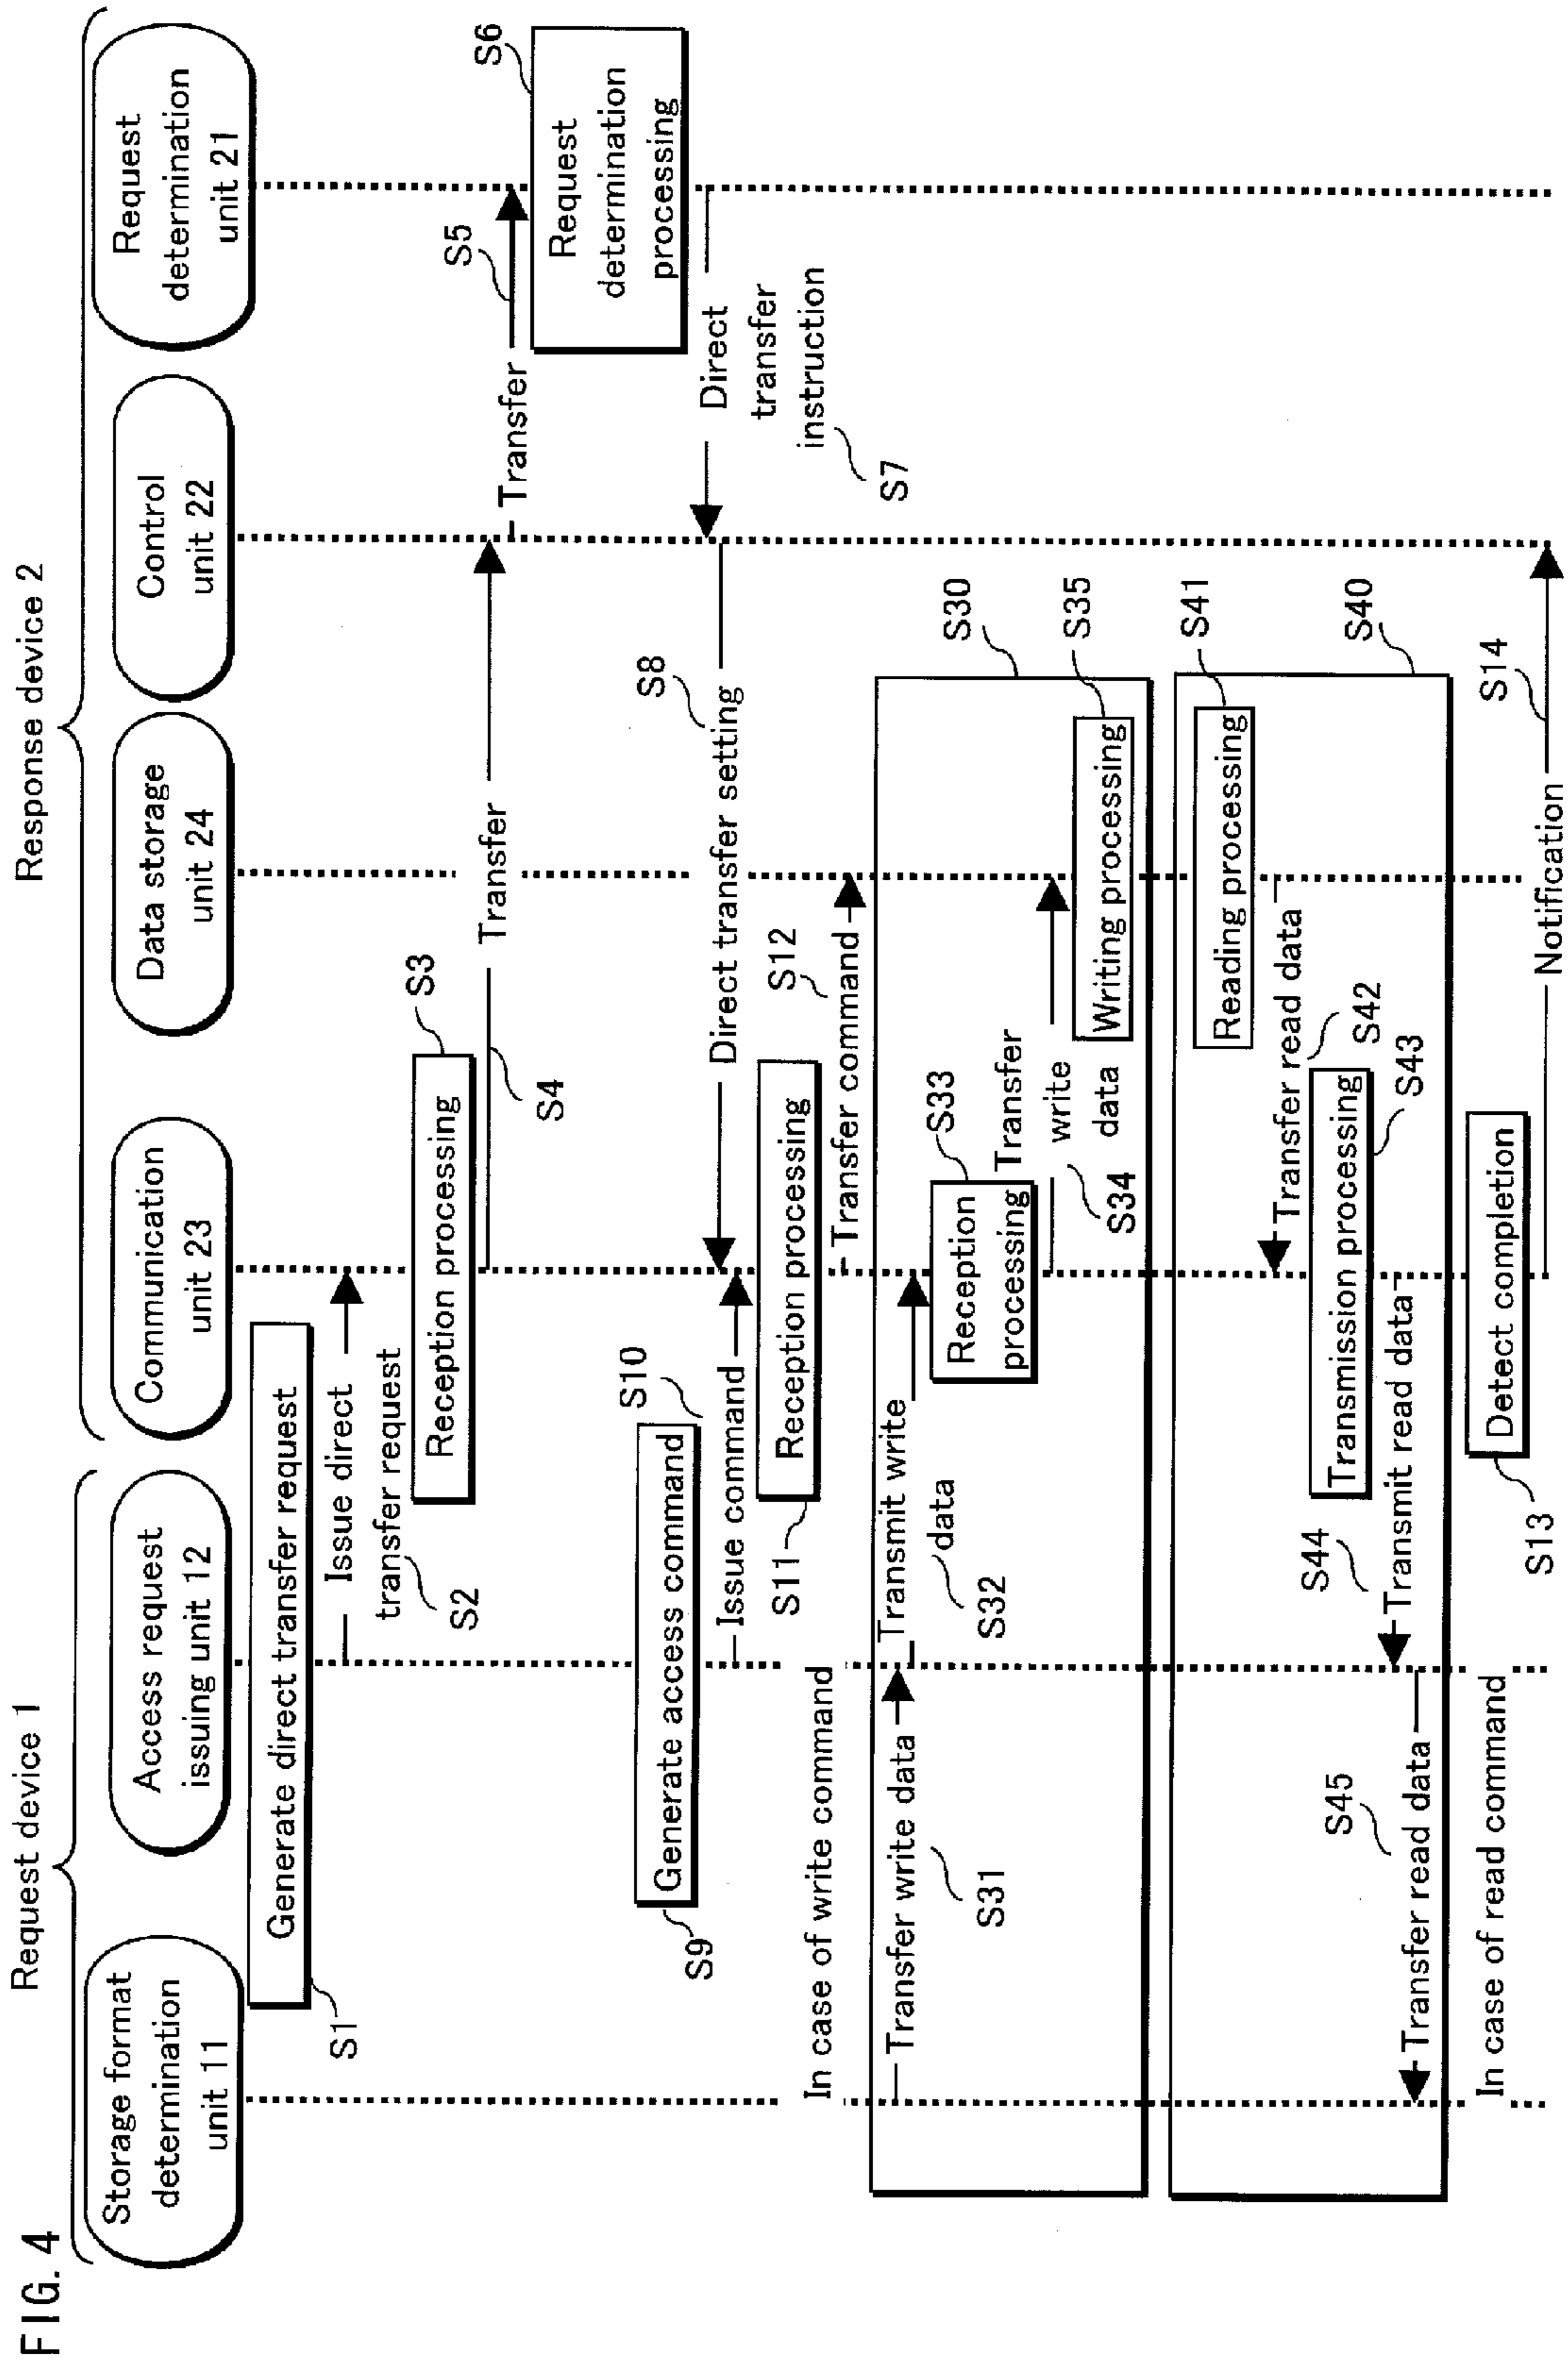 FIG. 4
Request device 1
Response device 2
Storage format
determination
unit 11
Access request
issuing unit 12
Communication
unit 23
Data storage
unit 24
Control
unit 22
Request
determination
unit 21
Generate direct transfer request
S1
Issue direct
transfer request
S2
Reception processing
S3
Transfer
S4
Transfer
S5
Request
determination
processing
S6
Direct
transfer
instruction
S7
Direct transfer setting
S8
Generate access command
S9
Issue command
S10
Reception processing
S11
Transfer command
S12
In case of write command
S30
Transfer write data
S31
Transmit write
data
S32
Reception
processing
S33
Transfer
write
data
S34
Writing processing
S35
S40
Reading processing
S41
Transfer read data
S42
Transmission processing
S43
Transmit read data
S44
Transfer read data
S45
In case of read command
Detect completion
S13
Notification
S14